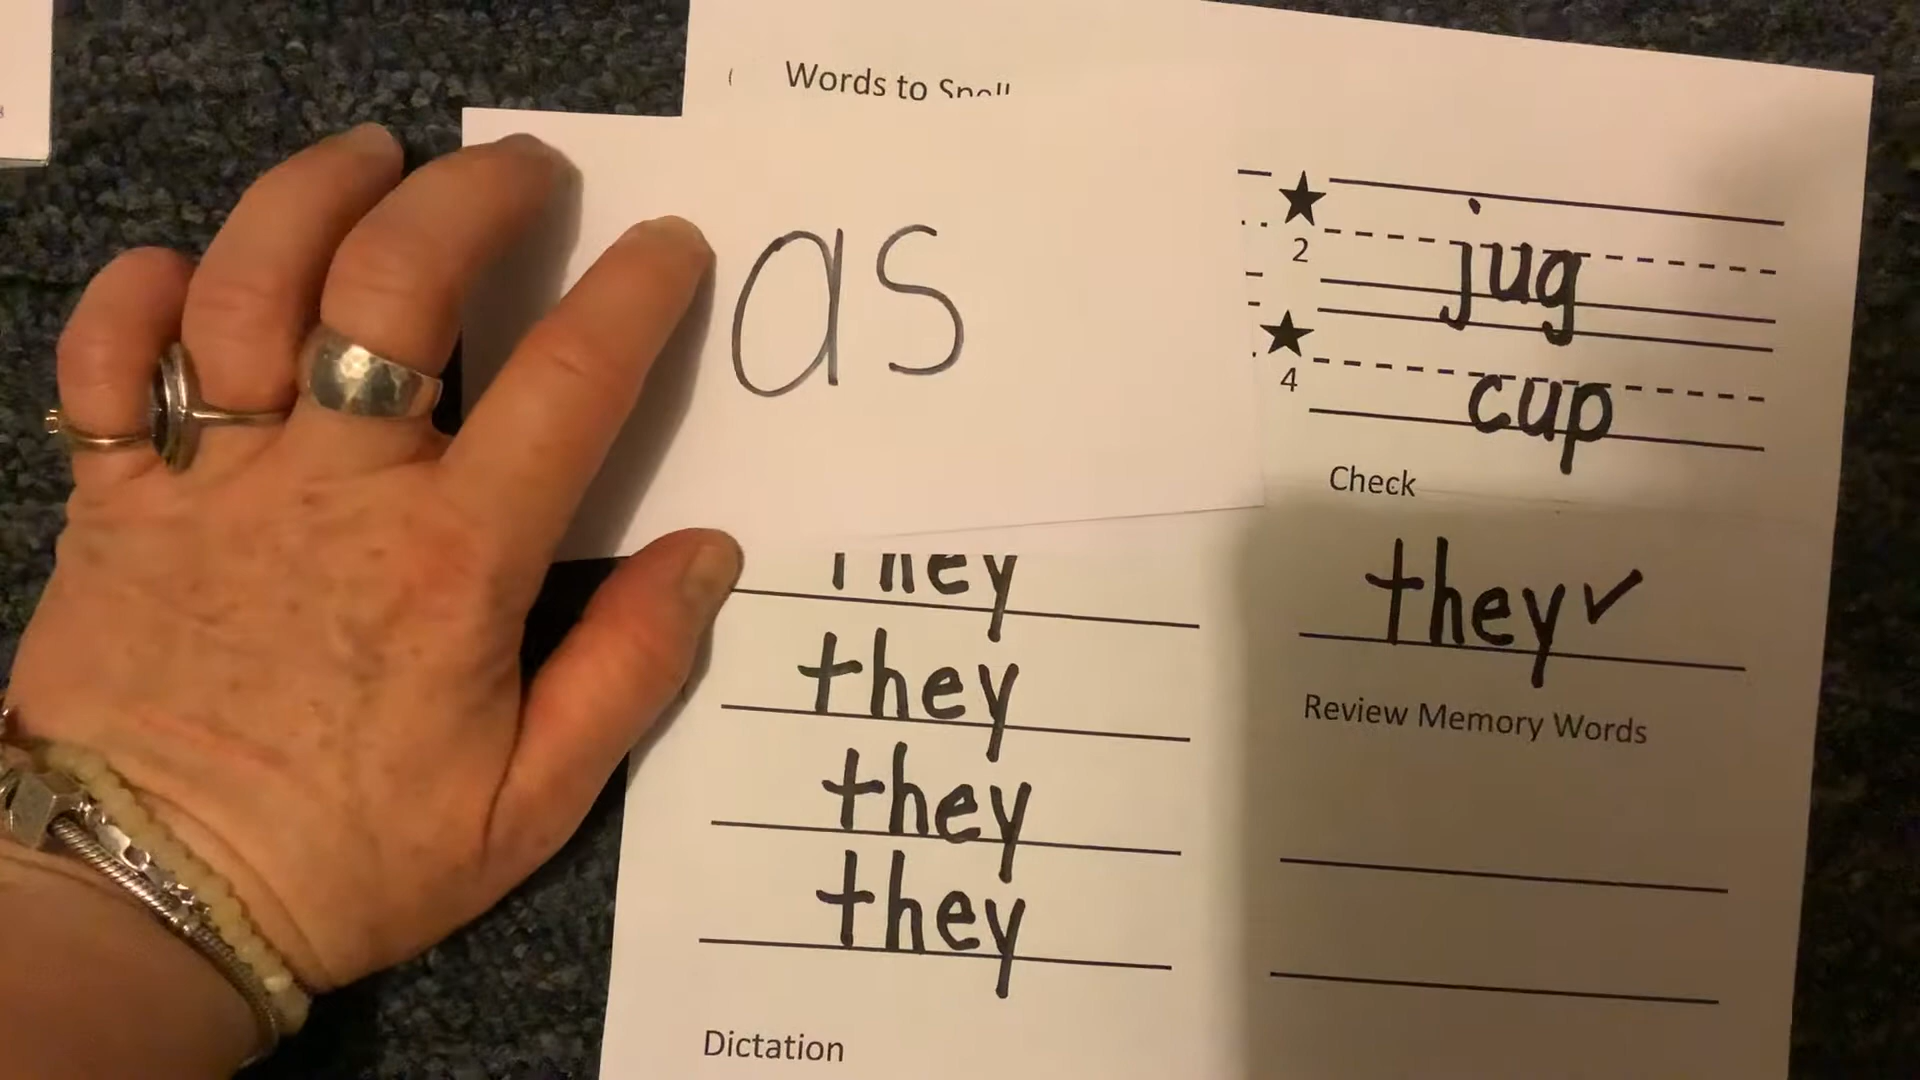 Words to Spell
as
2 jug
4 cup
Check
they
they ✓
they
Review Memory Words
they
they
Dictation